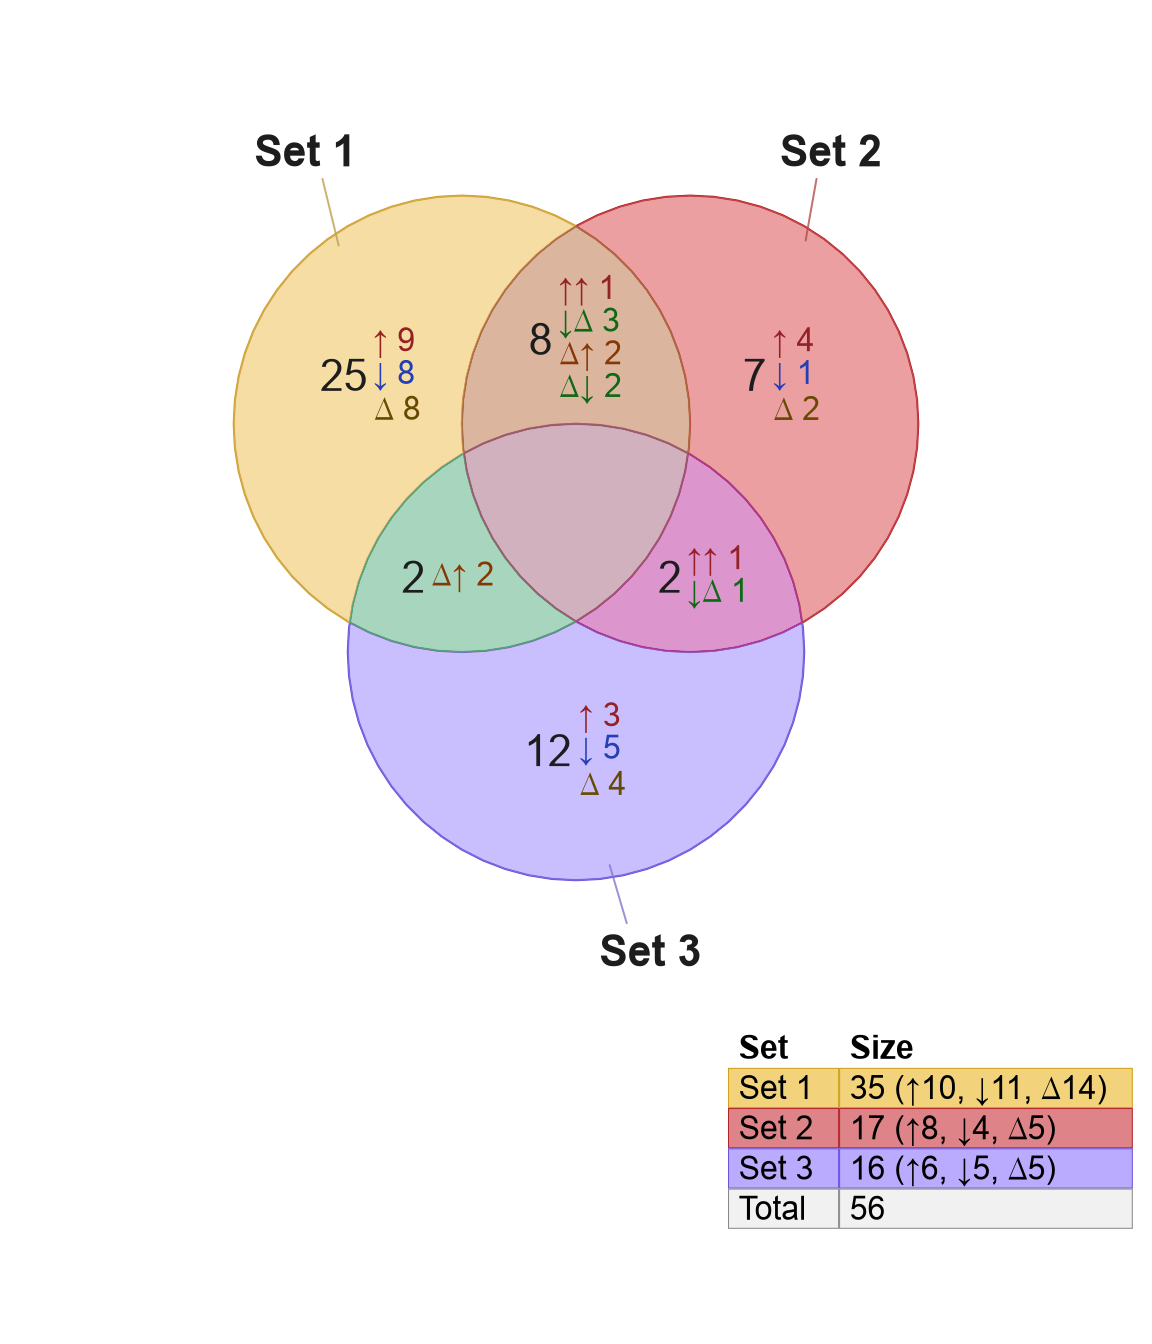 Set 1
Set 2
25 ↑ 9
↓ 8
Δ 8
8 ↑↑ 1
↓Δ 3
Δ↑ 2
Δ↓ 2
7 ↑ 4
↓ 1
Δ 2
2 Δ↑ 2
2 ↑↑ 1
↓Δ 1
12 ↑ 3
↓ 5
Δ 4
Set 3
Set Size
Set 1 35 (↑10, ↓11, Δ14)
Set 2 17 (↑8, ↓4, Δ5)
Set 3 16 (↑6, ↓5, Δ5)
Total 56